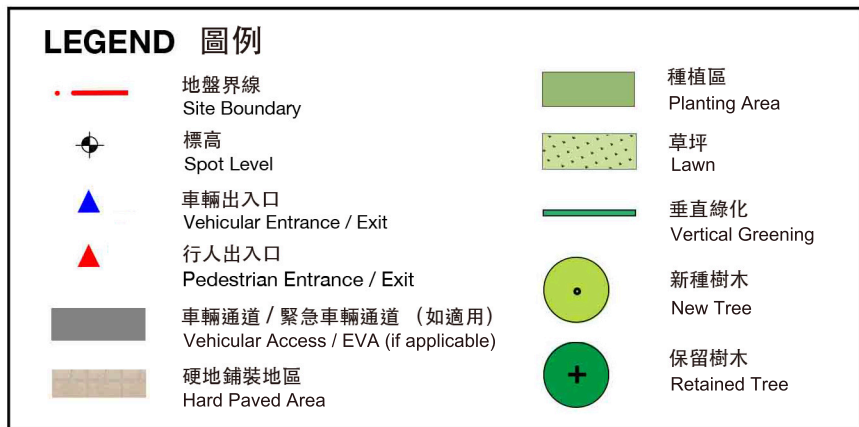 LEGEND 圖例
地盤界線
Site Boundary
標高
Spot Level
車輛出入口
Vehicular Entrance / Exit
行人出入口
Pedestrian Entrance / Exit
車輛通道 / 緊急車輛通道 （如適用）
Vehicular Access / EVA (if applicable)
硬地鋪裝地區
Hard Paved Area
種植區
Planting Area
草坪
Lawn
垂直綠化
Vertical Greening
新種樹木
New Tree
保留樹木
Retained Tree